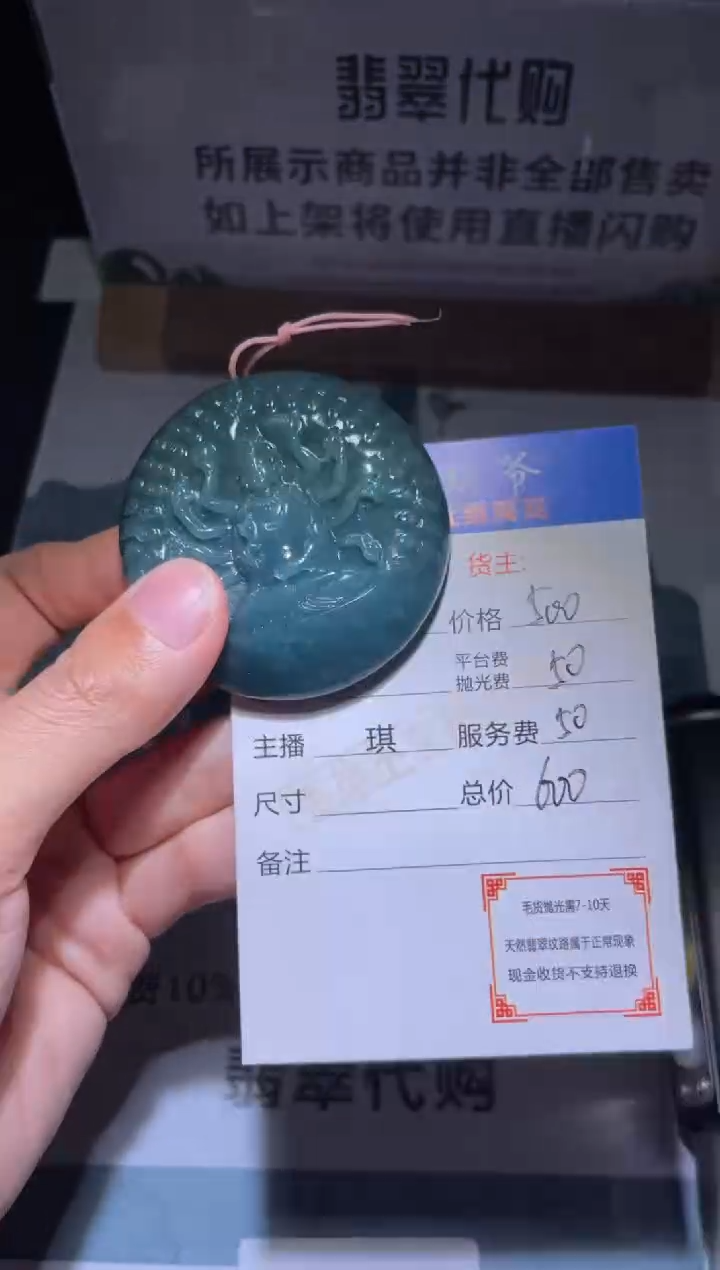 翡翠代购
所展示商品并非全部售卖
如上架将使用直播闪购
爷
货主:
价格 500
平台费
抛光费 50
主播 琪 服务费 50
尺寸 总价 600
备注
毛货抛光需7-10天
天然翡翠纹路属于正常现象
现金收货不支持退换
费10%
翡翠代购